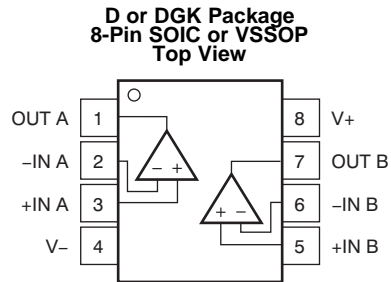 D or DGK Package
8-Pin SOIC or VSSOP
Top View
OUT A 1 8 V+
−IN A 2 7 OUT B
− +
+IN A 3 6 −IN B
+ −
V− 4 5 +IN B